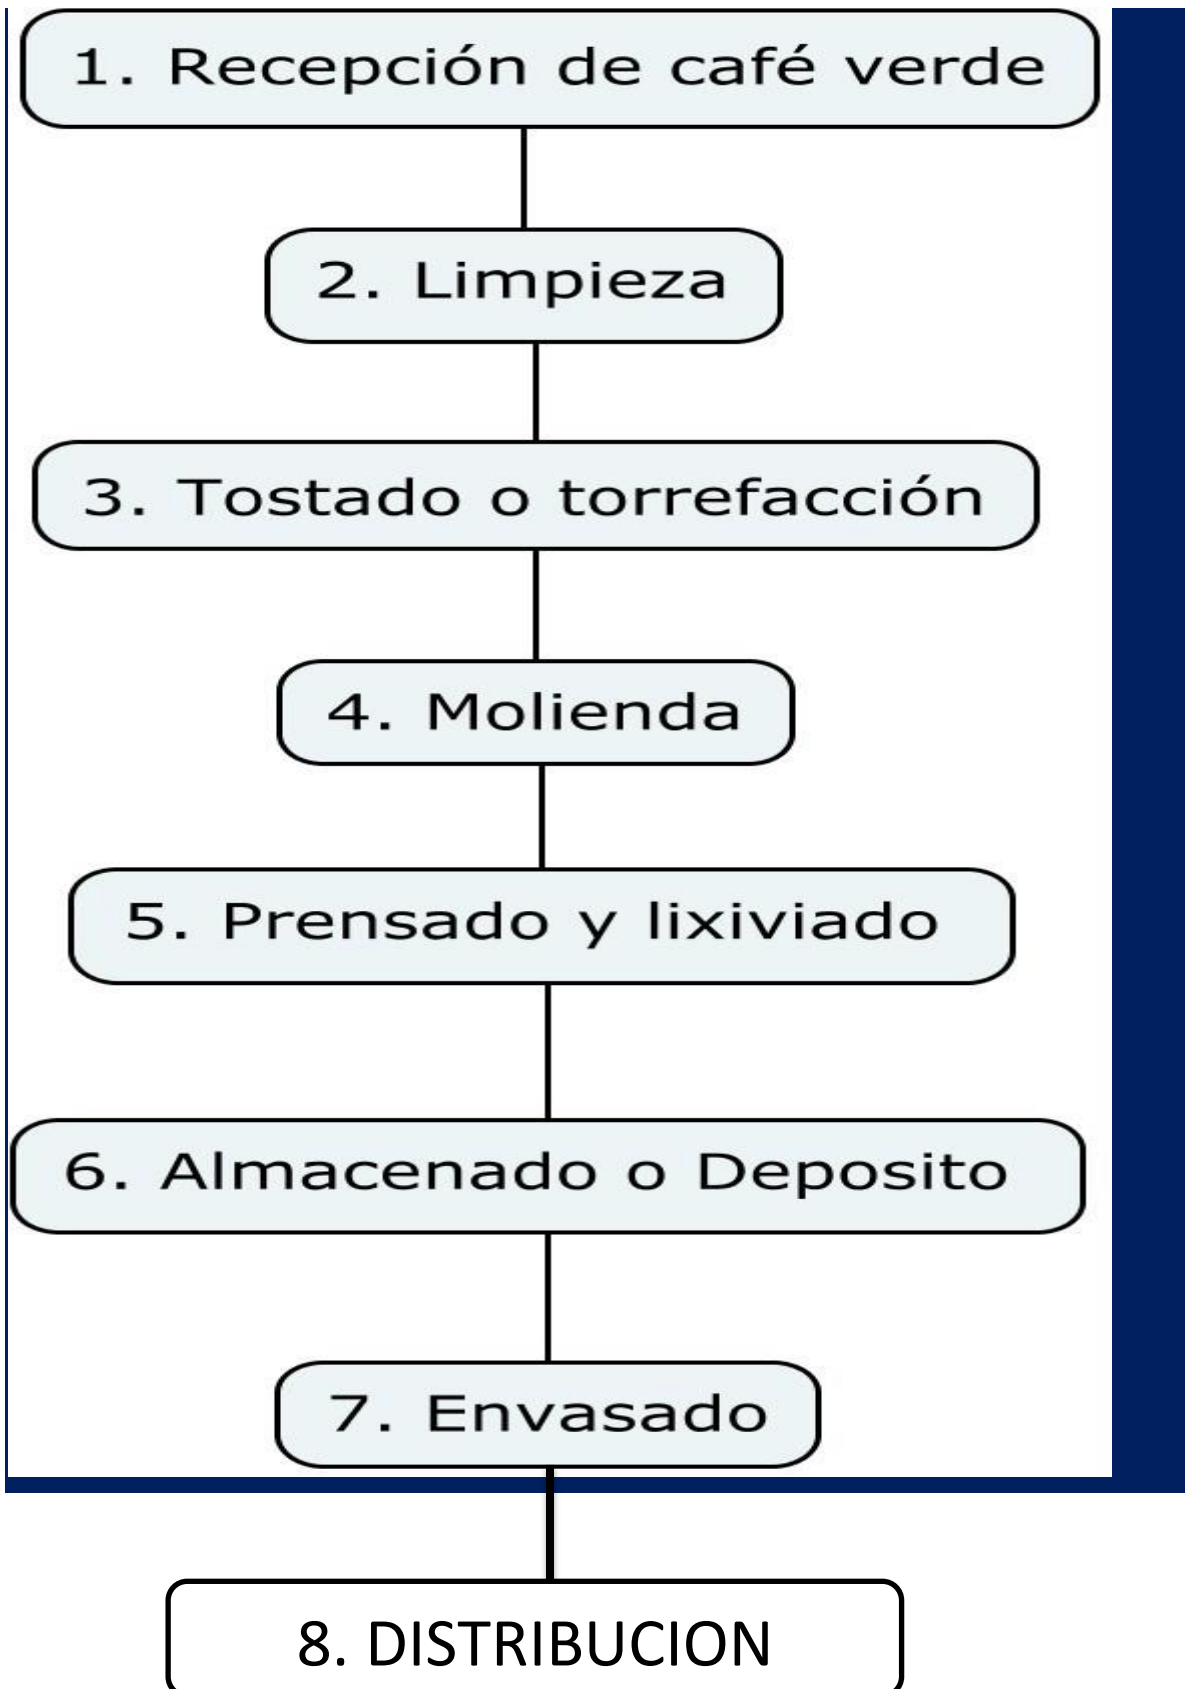 1. Recepción de café verde
2. Limpieza
3. Tostado o torrefacción
4. Molienda
5. Prensado y lixiviado
6. Almacenado o Deposito
7. Envasado
8. DISTRIBUCION